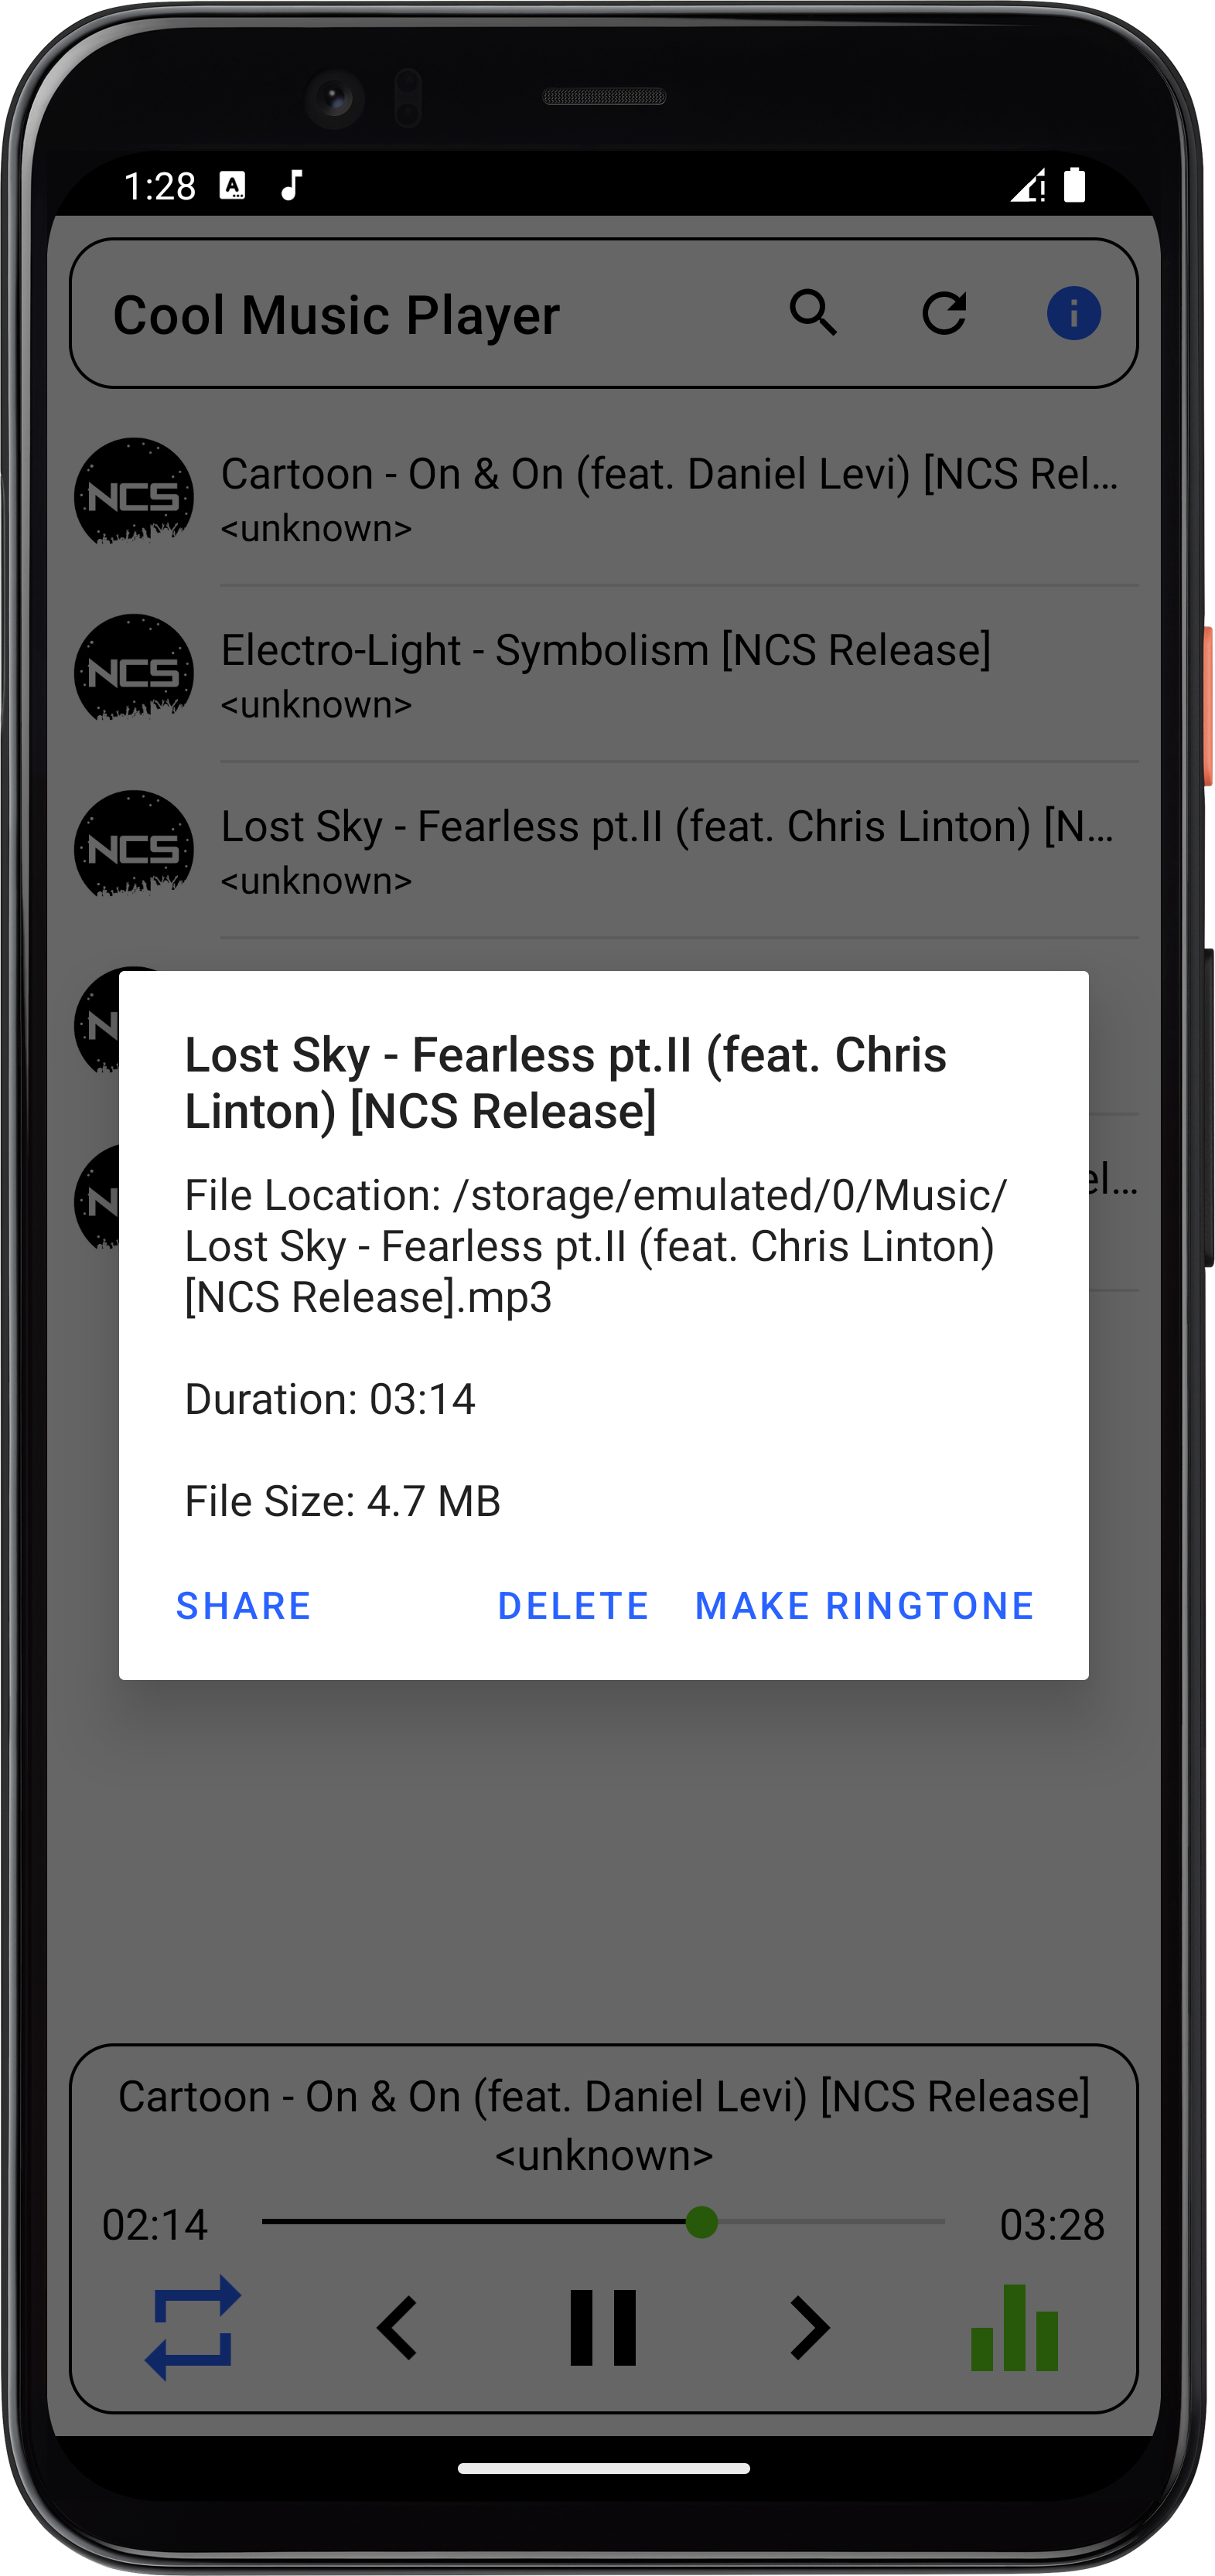 1:28
Cool Music Player
NCS
Cartoon - On & On (feat. Daniel Levi) [NCS Rel...
<unknown>
NCS
Electro-Light - Symbolism [NCS Release]
<unknown>
NCS
Lost Sky - Fearless pt.II (feat. Chris Linton) [N...
<unknown>
Lost Sky - Fearless pt.II (feat. Chris
Linton) [NCS Release]
File Location: /storage/emulated/0/Music/
Lost Sky - Fearless pt.II (feat. Chris Linton)
[NCS Release].mp3
Duration: 03:14
File Size: 4.7 MB
SHARE DELETE MAKE RINGTONE
Cartoon - On & On (feat. Daniel Levi) [NCS Release]
<unknown>
02:14 03:28